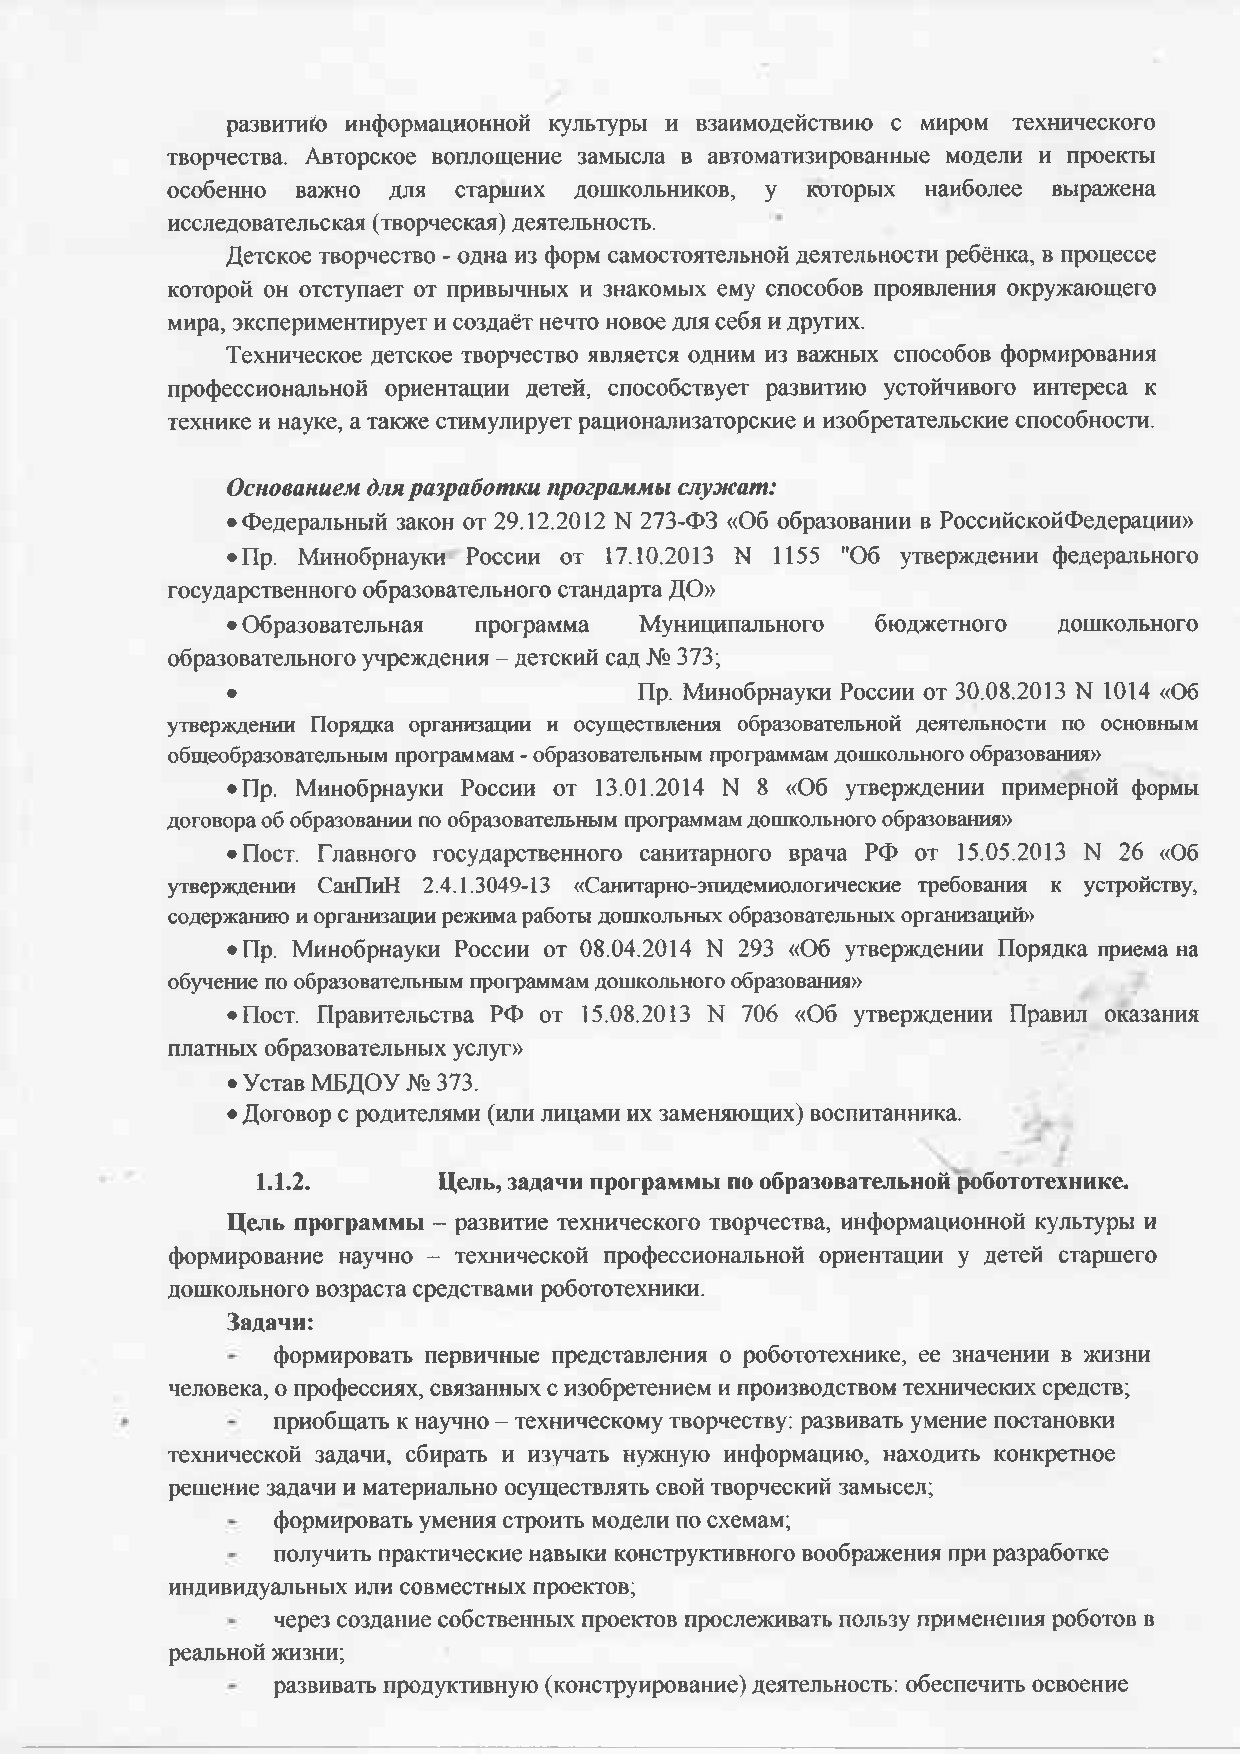 развитию информационной культуры и взаимодействию с миром технического
творчества. Авторское воплощение замысла в автоматизированные модели и проекты
особенно важно для старших дошкольников, у которых наиболее выражена
исследовательская (творческая) деятельность.
Детское творчество - одна из форм самостоятельной деятельности ребёнка, в процессе
которой он отступает от привычных и знакомых ему способов проявления окружающего
мира, экспериментирует и создаёт нечто новое для себя и других.
Техническое детское творчество является одним из важных способов формирования
профессиональной ориентации детей, способствует развитию устойчивого интереса к
технике и науке, а также стимулирует рационализаторские и изобретательские способности.
Основанием для разработки программы служат:
•Федеральный закон от 29.12.2012 N 273-ФЗ «Об образовании в РоссийскойФедерации»
•Пр. Минобрнауки России от 17.10.2013 N 1155 "Об утверждении федерального
государственного образовательного стандарта ДО»
•Образовательная программа Муниципального бюджетного дошкольного
образовательного учреждения – детский сад № 373;
• Пр. Минобрнауки России от 30.08.2013 N 1014 «Об
утверждении Порядка организации и осуществления образовательной деятельности по основным
общеобразовательным программам - образовательным программам дошкольного образования»
•Пр. Минобрнауки России от 13.01.2014 N 8 «Об утверждении примерной формы
договора об образовании по образовательным программам дошкольного образования»
•Пост. Главного государственного санитарного врача РФ от 15.05.2013 N 26 «Об
утверждении СанПиН 2.4.1.3049-13 «Санитарно-эпидемиологические требования к устройству,
содержанию и организации режима работы дошкольных образовательных организаций»
•Пр. Минобрнауки России от 08.04.2014 N 293 «Об утверждении Порядка приема на
обучение по образовательным программам дошкольного образования»
•Пост. Правительства РФ от 15.08.2013 N 706 «Об утверждении Правил оказания
платных образовательных услуг»
•Устав МБДОУ № 373.
•Договор с родителями (или лицами их заменяющих) воспитанника.
1.1.2. Цель, задачи программы по образовательной робототехнике.
Цель программы – развитие технического творчества, информационной культуры и
формирование научно – технической профессиональной ориентации у детей старшего
дошкольного возраста средствами робототехники.
Задачи:
- формировать первичные представления о робототехнике, ее значении в жизни
человека, о профессиях, связанных с изобретением и производством технических средств;
- приобщать к научно – техническому творчеству: развивать умение постановки
технической задачи, сбирать и изучать нужную информацию, находить конкретное
решение задачи и материально осуществлять свой творческий замысел;
- формировать умения строить модели по схемам;
- получить практические навыки конструктивного воображения при разработке
индивидуальных или совместных проектов;
- через создание собственных проектов прослеживать пользу применения роботов в
реальной жизни;
- развивать продуктивную (конструирование) деятельность: обеспечить освоение